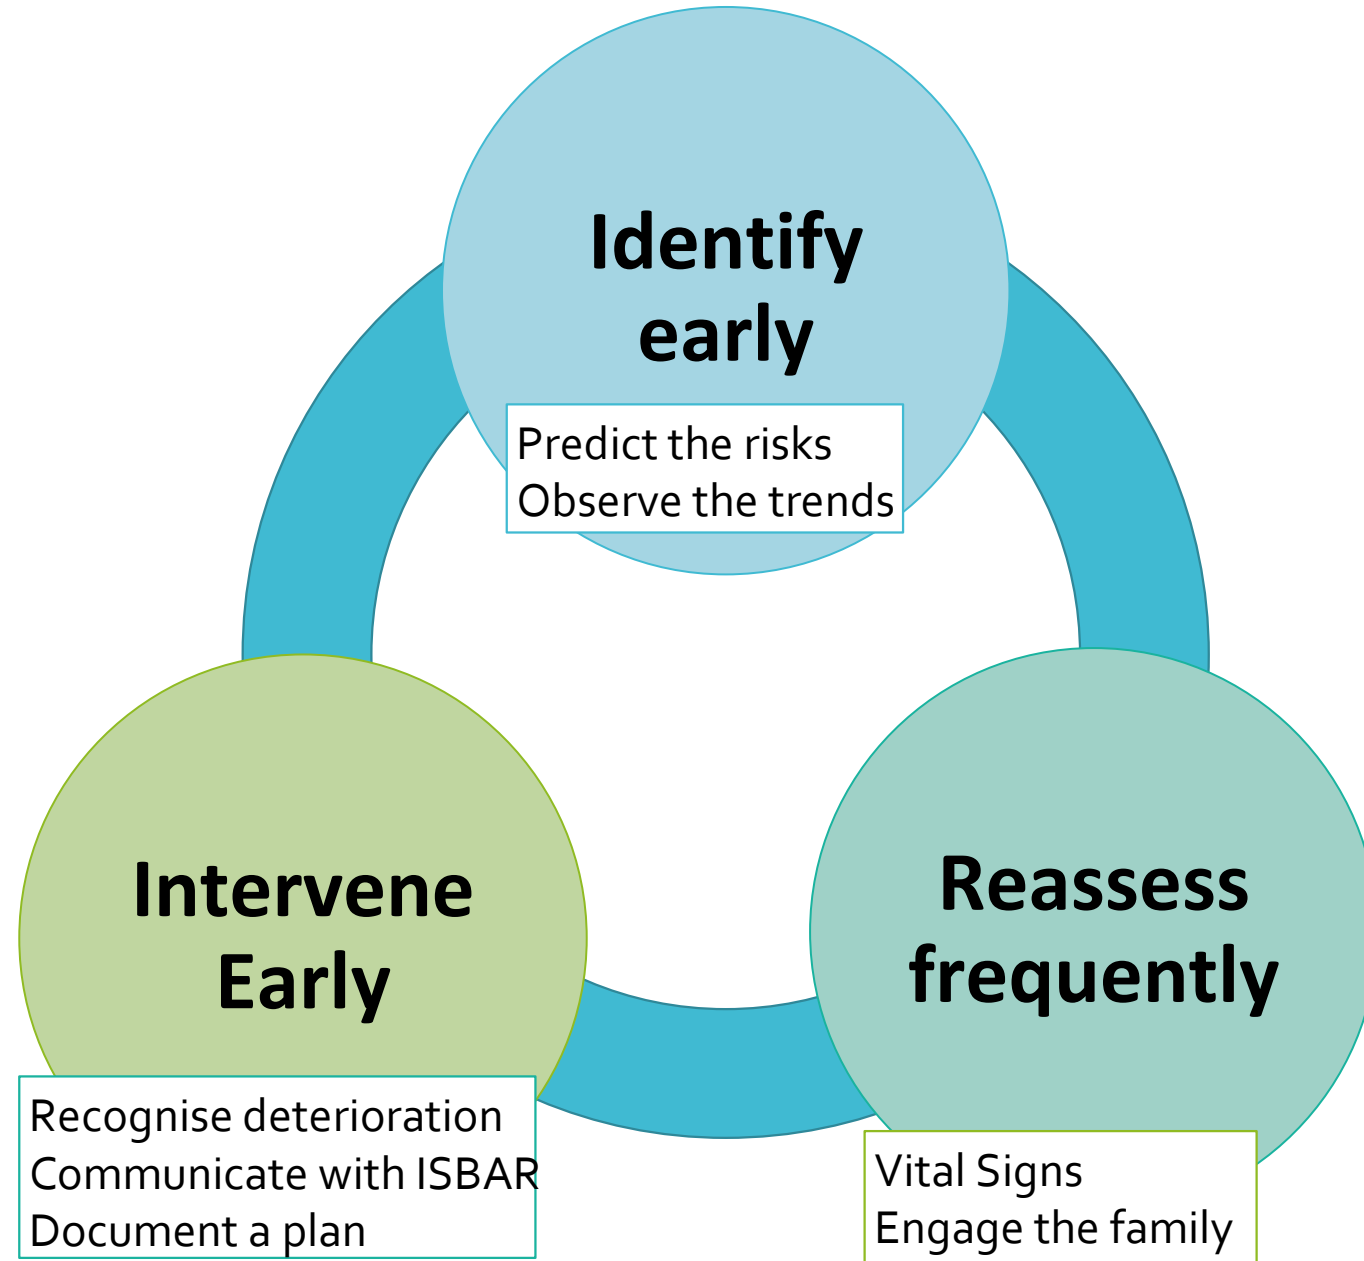 Identify
early
Predict the risks
Observe the trends
Intervene
Early
Recognise deterioration
Communicate with ISBAR
Document a plan
Reassess
frequently
Vital Signs
Engage the family